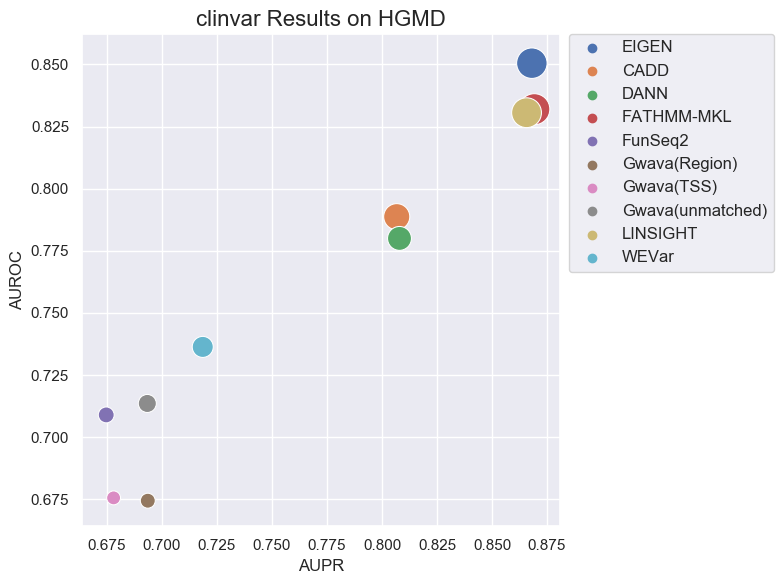 clinvar Results on HGMD
0.850
0.825
0.800
0.775
0.750
0.725
0.700
0.675
AUROC
0.675 0.700 0.725 0.750 0.775 0.800 0.825 0.850 0.875
AUPR
EIGEN
CADD
DANN
FATHMM-MKL
FunSeq2
Gwava(Region)
Gwava(TSS)
Gwava(unmatched)
LINSIGHT
WEVar